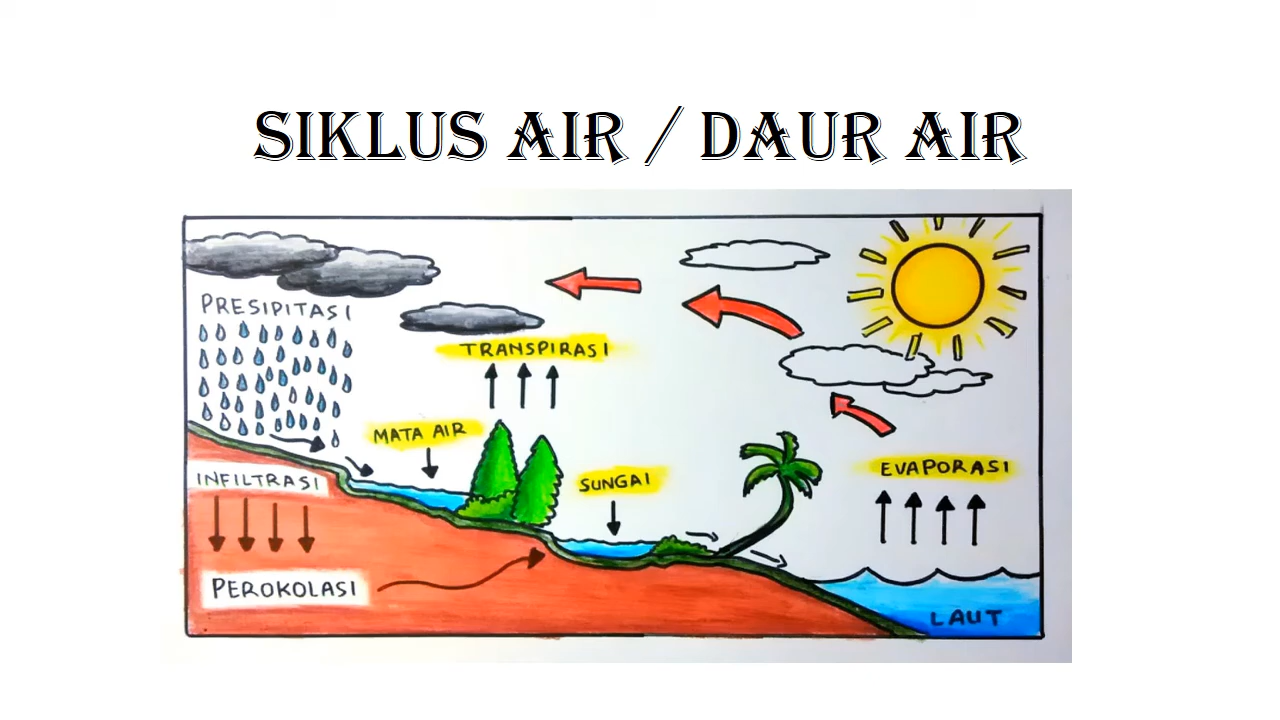 SIKLUS AIR / DAUR AIR
PRESIPITASI
TRANSPIRASI
MATA AIR
EVAPORASI
INFILTRASI
SUNGAI
PEROKOLASI
LAUT